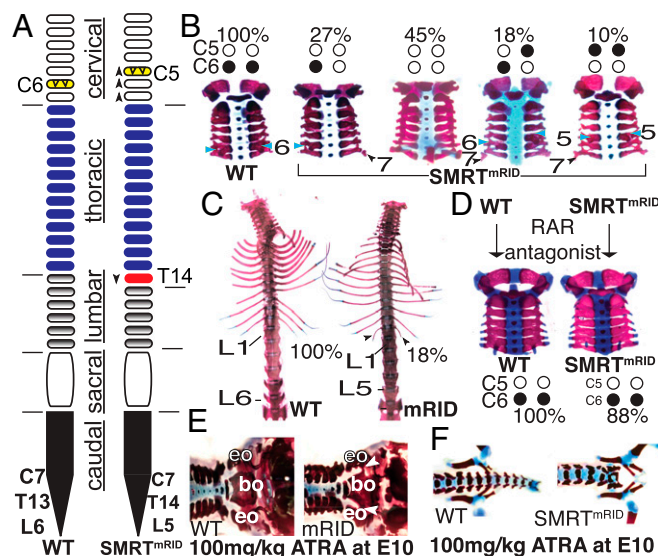 A
cervical
C6
C5
thoracic
T14
lumbar
sacral
caudal
C7
T13
L6
C7
T14
L5
WT
SMRTmRID
B
100% 27% 45% 18% 10%
C5
C6
6
7
6
7
5
7
5
WT
SMRTmRID
C
L1
100%
L6
WT
L1
18%
L5
mRID
D
WT SMRTmRID
RAR
antagonist
WT SMRTmRID
C5 C5
C6 C6
100% 88%
E
eo eo
bo bo
eo eo
WT mRID
100mg/kg ATRA at E10
F
WT SMRTmRID
100mg/kg ATRA at E10